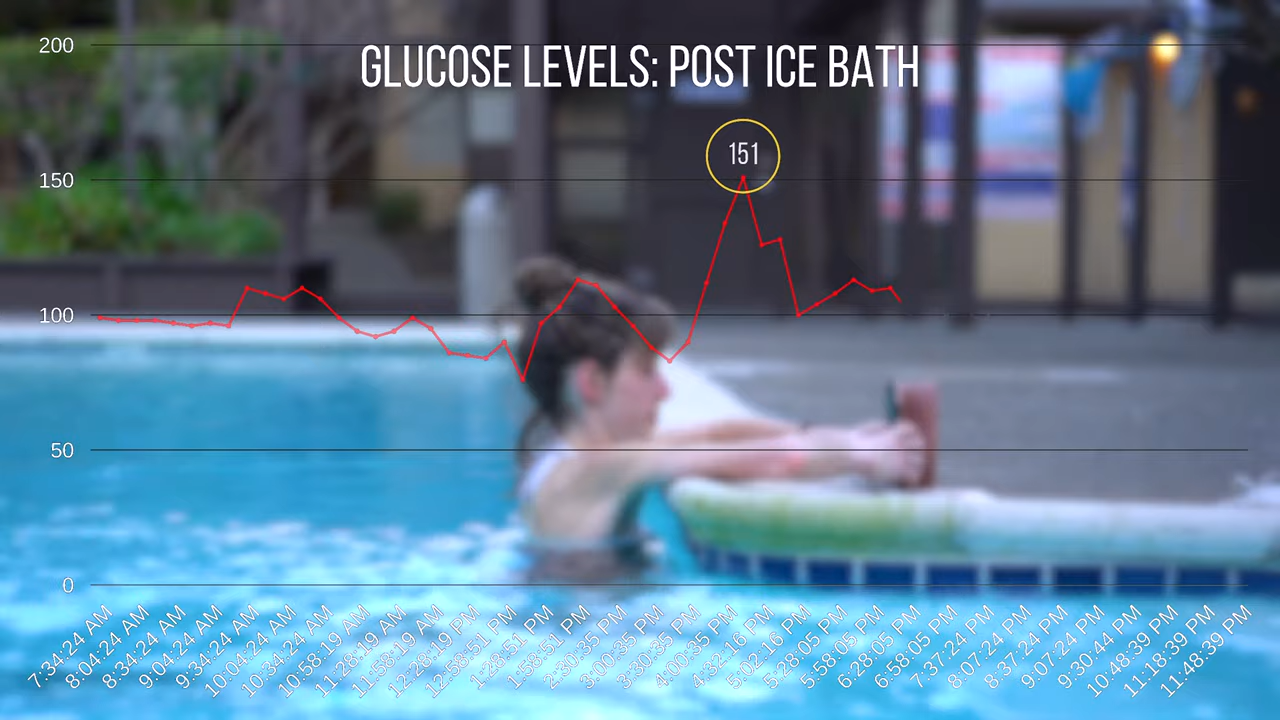 GLUCOSE LEVELS: POST ICE BATH
200
151
150
100
50
0
7:34:24 AM
8:04:24 AM
8:34:24 AM
9:04:24 AM
9:34:24 AM
10:04:24 AM
10:34:24 AM
10:58:19 AM
11:28:19 AM
11:58:19 AM
12:28:19 PM
12:58:51 PM
1:28:51 PM
1:58:51 PM
2:30:35 PM
3:00:35 PM
3:30:35 PM
4:00:35 PM
4:32:16 PM
5:02:16 PM
5:28:05 PM
5:58:05 PM
6:28:05 PM
6:58:05 PM
7:37:24 PM
8:07:24 PM
8:37:24 PM
9:07:24 PM
9:30:44 PM
10:48:39 PM
11:18:39 PM
11:48:39 PM